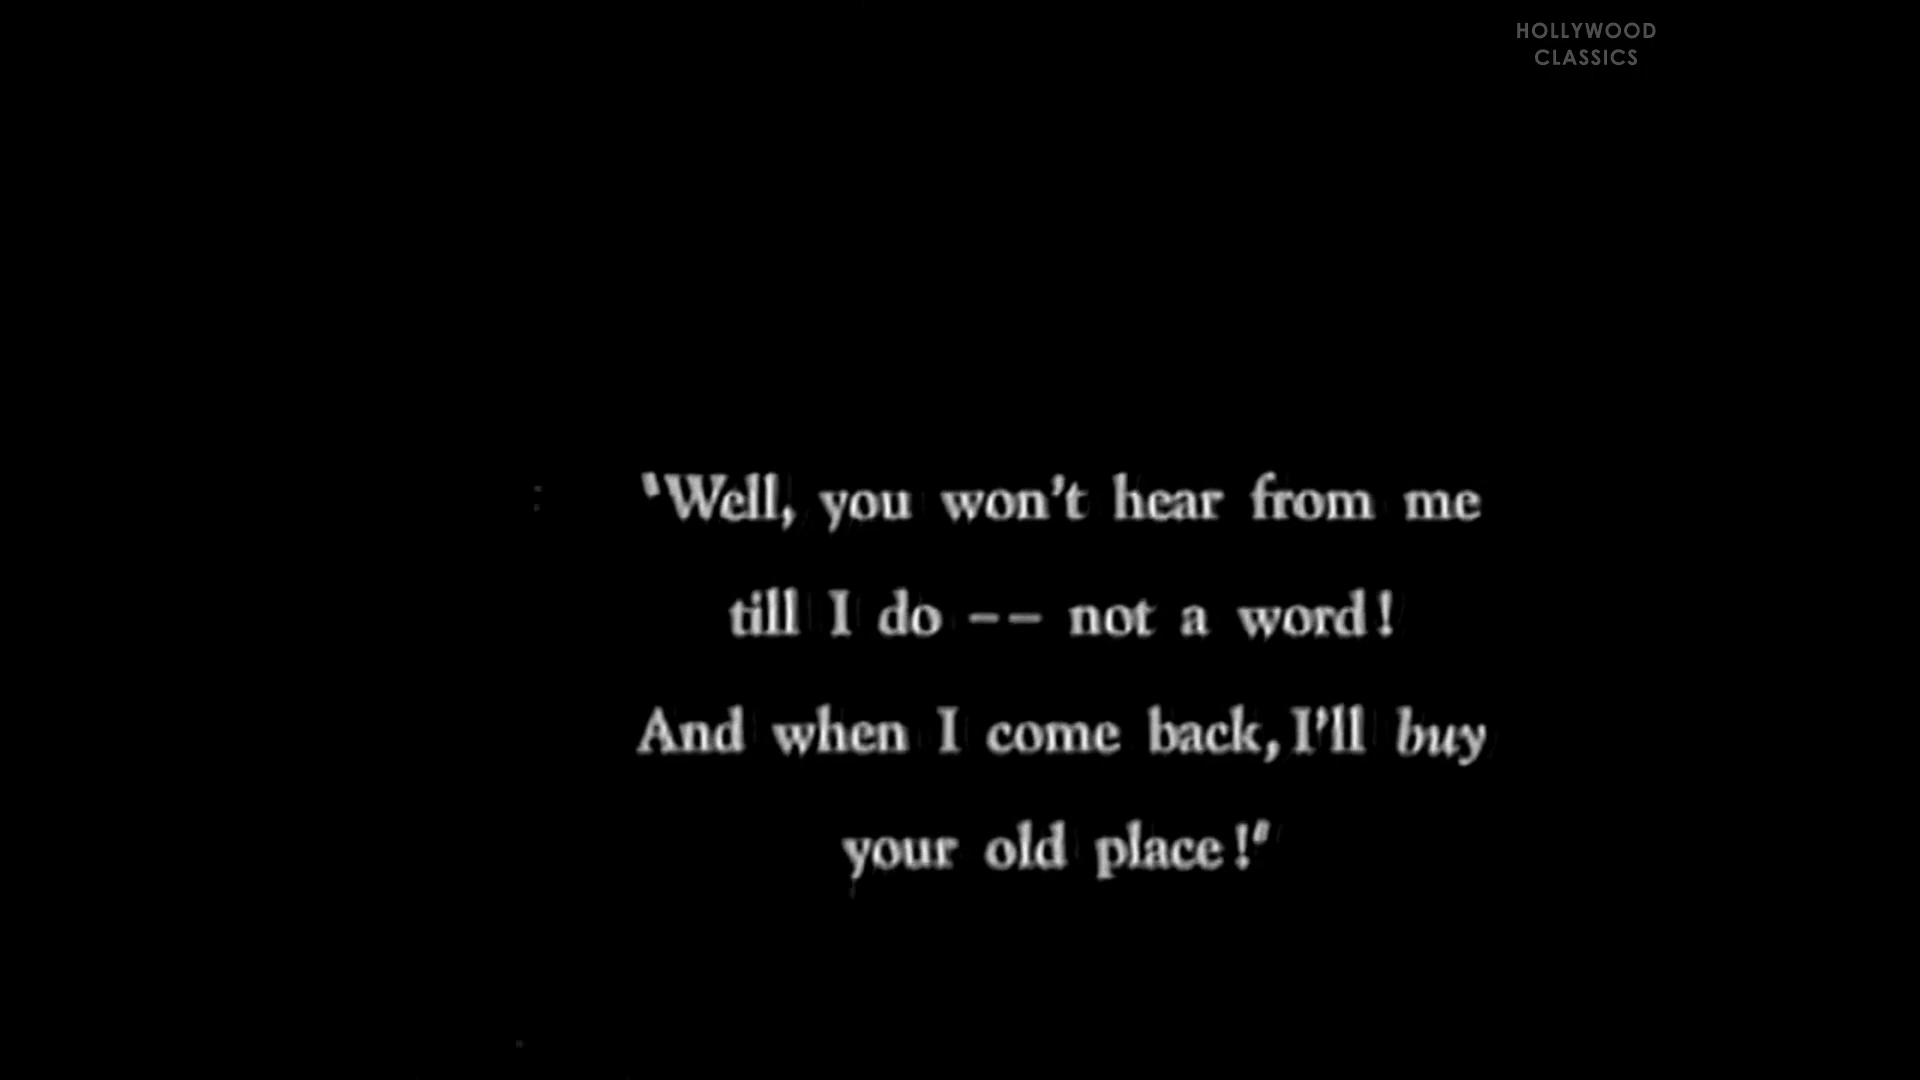 HOLLYWOOD
CLASSICS
"Well, you won't hear from me
till I do -- not a word!
And when I come back, I'll buy
your old place!"